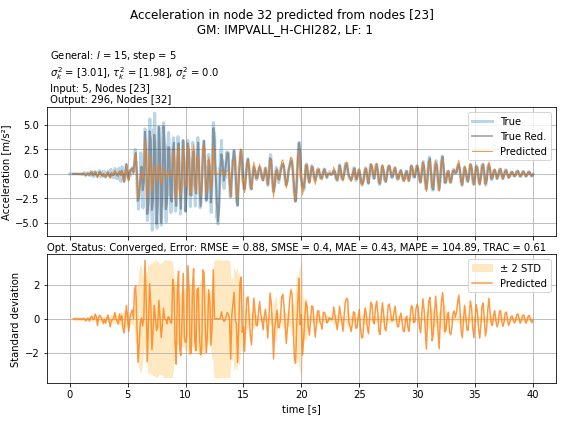 Acceleration in node 32 predicted from nodes [23]
GM: IMPVALL_H-CHI282, LF: 1
General: l = 15, step = 5
σ²ₖ = [3.01], τ²ₖ = [1.98], σ²ε = 0.0
Input: 5, Nodes [23]
Output: 296, Nodes [32]
Acceleration [m/s²]
5.0
2.5
0.0
−2.5
−5.0
True
True Red.
Predicted
Opt. Status: Converged, Error: RMSE = 0.88, SMSE = 0.4, MAE = 0.43, MAPE = 104.89, TRAC = 0.61
Standard deviation
2
0
−2
± 2 STD
Predicted
0 5 10 15 20 25 30 35 40
time [s]